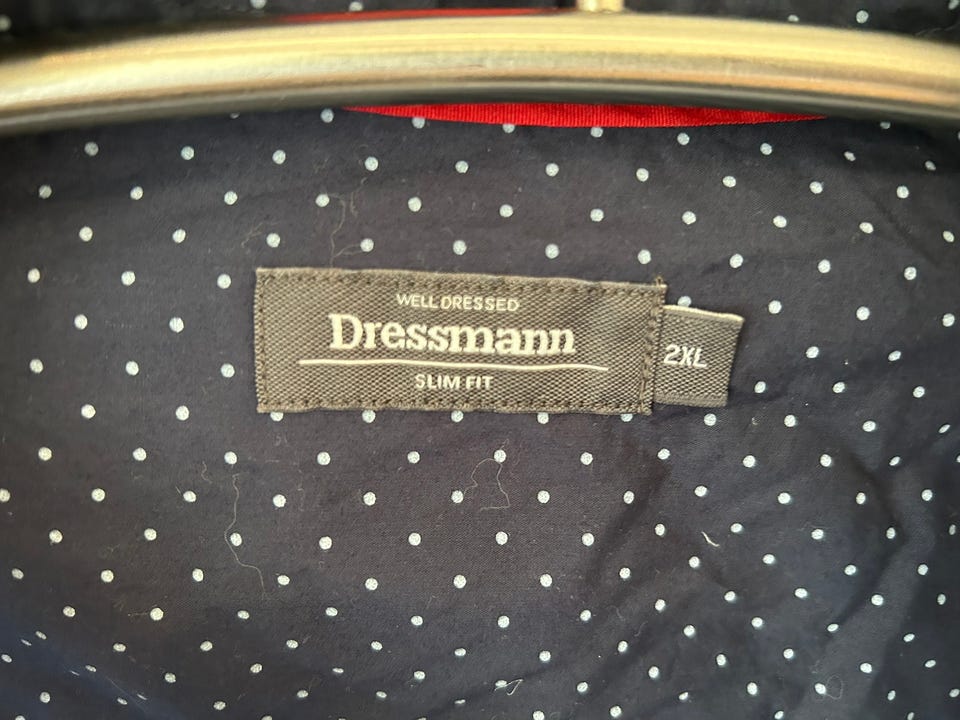 WELL DRESSED
Dressmann
SLIM FIT
2XL